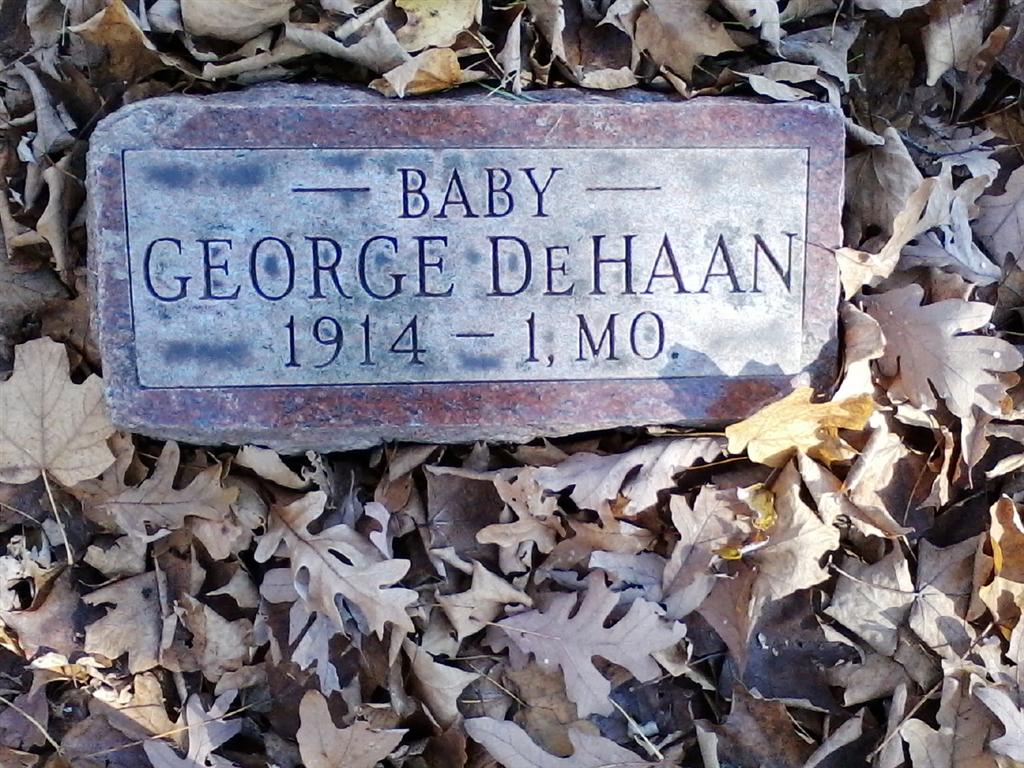 — BABY —
GEORGE DEHAAN
1914 – 1, MO.